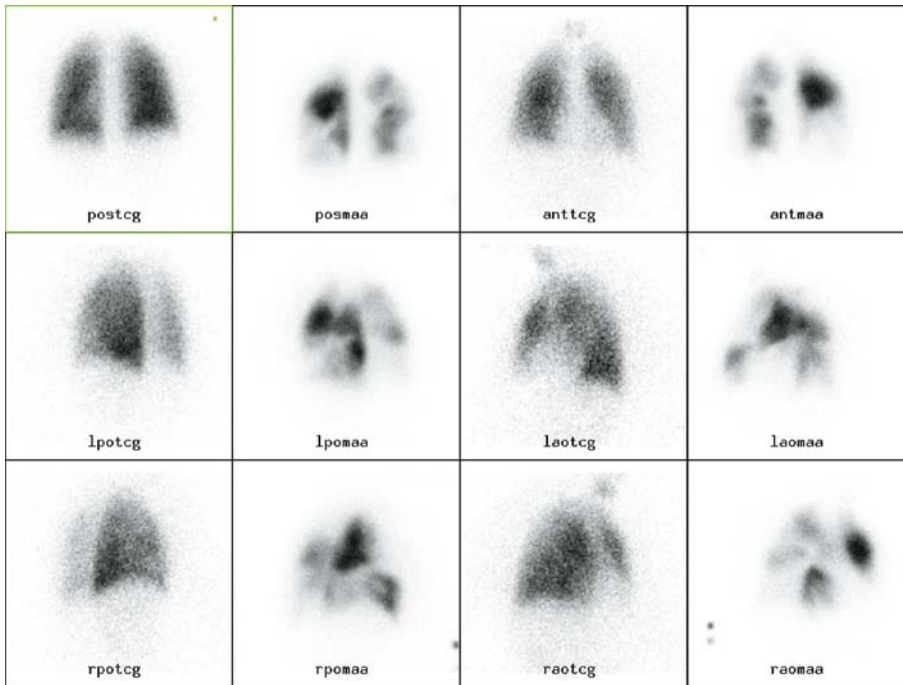 postcg
posmaa
anttcg
antmaa
lpotcg
lpomaa
laotcg
laomaa
rpotcg
rpomaa
raotcg
raomaa